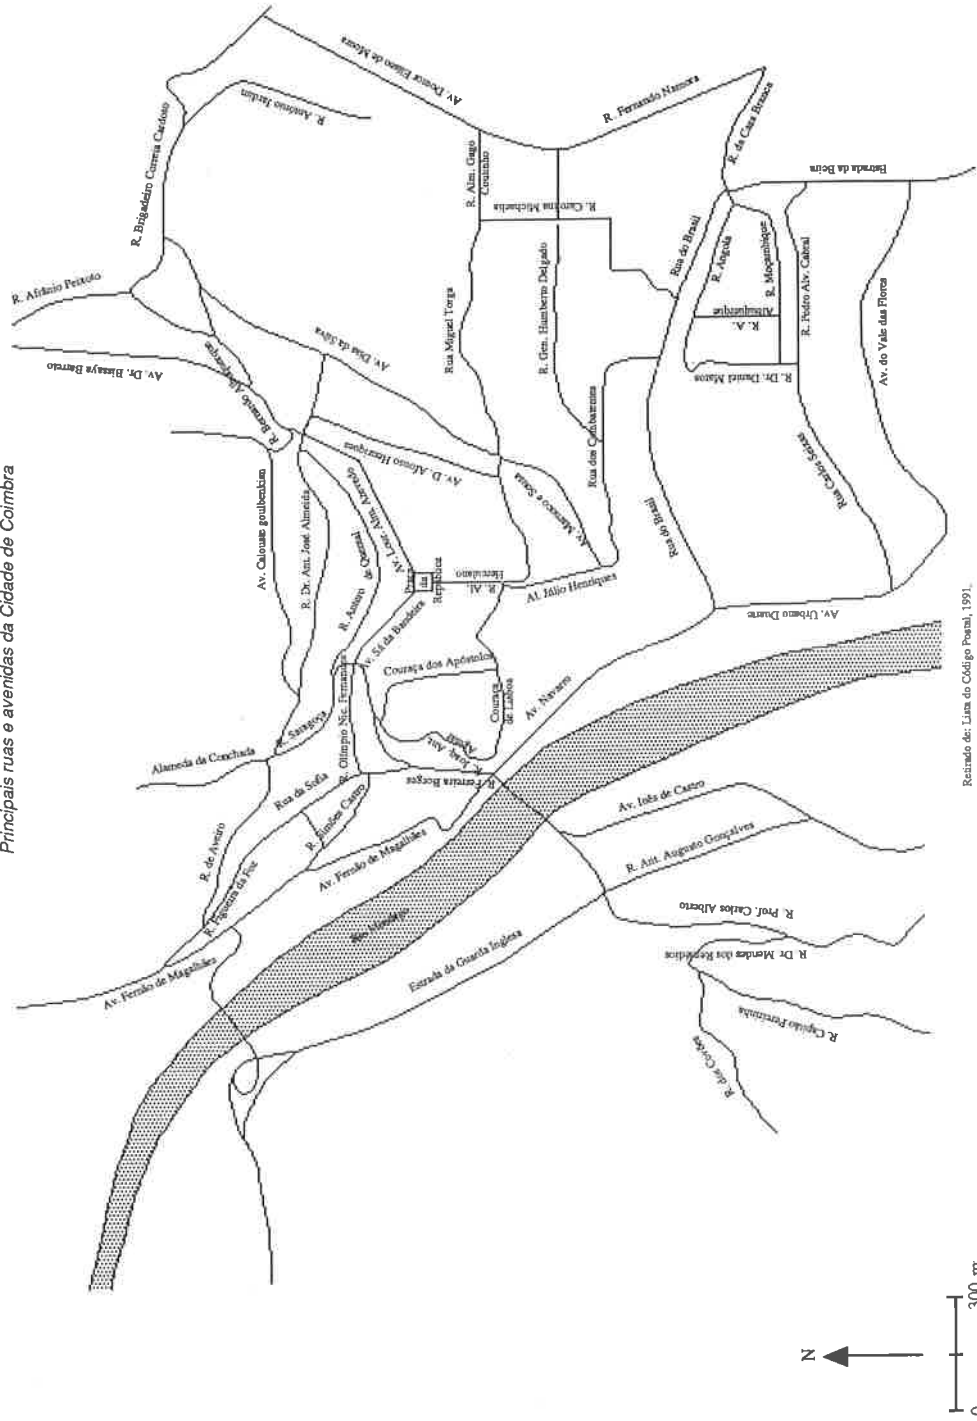 Principais ruas e avenidas da Cidade de Coimbra
R. Afrânio Peixoto
R. Brigadeiro Correia Cardoso
R. António Jardim
Av. Doutor Elísio de Moura
R. Fernando Namora
R. da Casa Branca
Av. Dr. Bissaya Barreto
R. Bernardo Albuquerque
Av. Dias da Silva
Rua Miguel Torga
R. Alm. Gago
Coutinho
R. Carolina Michaelis
R. Gen. Humberto Delgado
Rua dos Combatentes
Rua do Brasil
R. Angola
R. Moçambique
R. A.
Albuquerque
R. Dr. Daniel Matos
R. Pedro Alv. Cabral
Estrada da Beira
Av. do Vale das Flores
Rua Carlos Seixas
Av. Calouste goulbenkian
R. Dr. Ant. José Almeida
Av. D. Afonso Henriques
Av. Lour. Alm. Azevedo
R. Antero de Quental
Praça
da
República
R. Al.
Herculano
Av. Marnoco e Sousa
Al. Júlio Henriques
Rua do Brasil
Av. Urbano Duarte
Av. Sá da Bandeira
Couraça dos Apóstolos
Couraça
de Lisboa
Av. Navarro
Alameda da Conchada
R. Saragoça
R. Olímpio Nic. Fernandes
R. Joaq. Ant.
Aguiar
R. Ferreira Borges
Rua da Sofia
R. Simões Castro
R. de Aveiro
R. Figueira da Foz
Av. Fernão de Magalhães
Av. Fernão de Magalhães
Rio Mondego
Av. Inês de Castro
R. Ant. Augusto Gonçalves
Estrada da Guarda Inglesa
R. Prof. Carlos Alberto
R. Dr Mendes dos Remédios
R. Capitão Pereirinha
R. dos Covões
N
0
300 m
Retirado de: Lista do Código Postal, 1991.